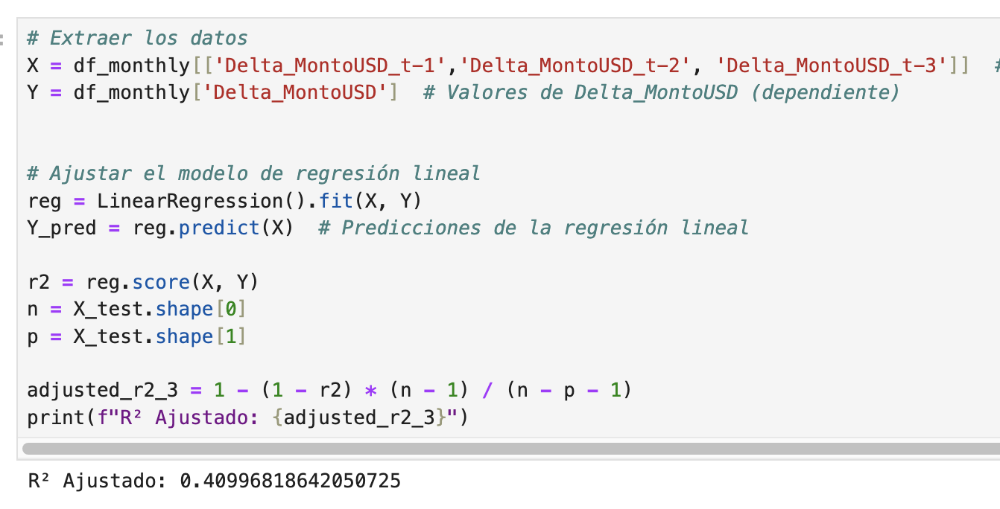 # Extraer los datos
X = df_monthly[['Delta_MontoUSD_t-1','Delta_MontoUSD_t-2', 'Delta_MontoUSD_t-3']]  #
Y = df_monthly['Delta_MontoUSD']  # Valores de Delta_MontoUSD (dependiente)
# Ajustar el modelo de regresión lineal
reg = LinearRegression().fit(X, Y)
Y_pred = reg.predict(X)  # Predicciones de la regresión lineal
r2 = reg.score(X, Y)
n = X_test.shape[0]
p = X_test.shape[1]
adjusted_r2_3 = 1 - (1 - r2) * (n - 1) / (n - p - 1)
print(f"R² Ajustado: {adjusted_r2_3}")
R² Ajustado: 0.40996818642050725